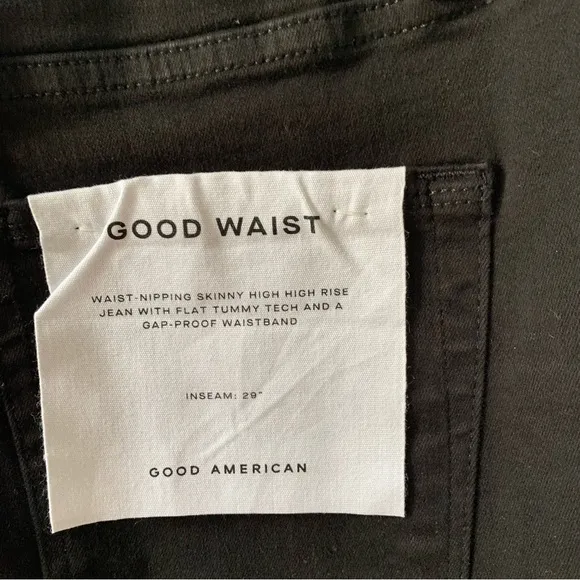 GOOD WAIST
WAIST-NIPPING SKINNY HIGH HIGH RISE
JEAN WITH FLAT TUMMY TECH AND A
GAP-PROOF WAISTBAND
INSEAM: 29"
GOOD AMERICAN